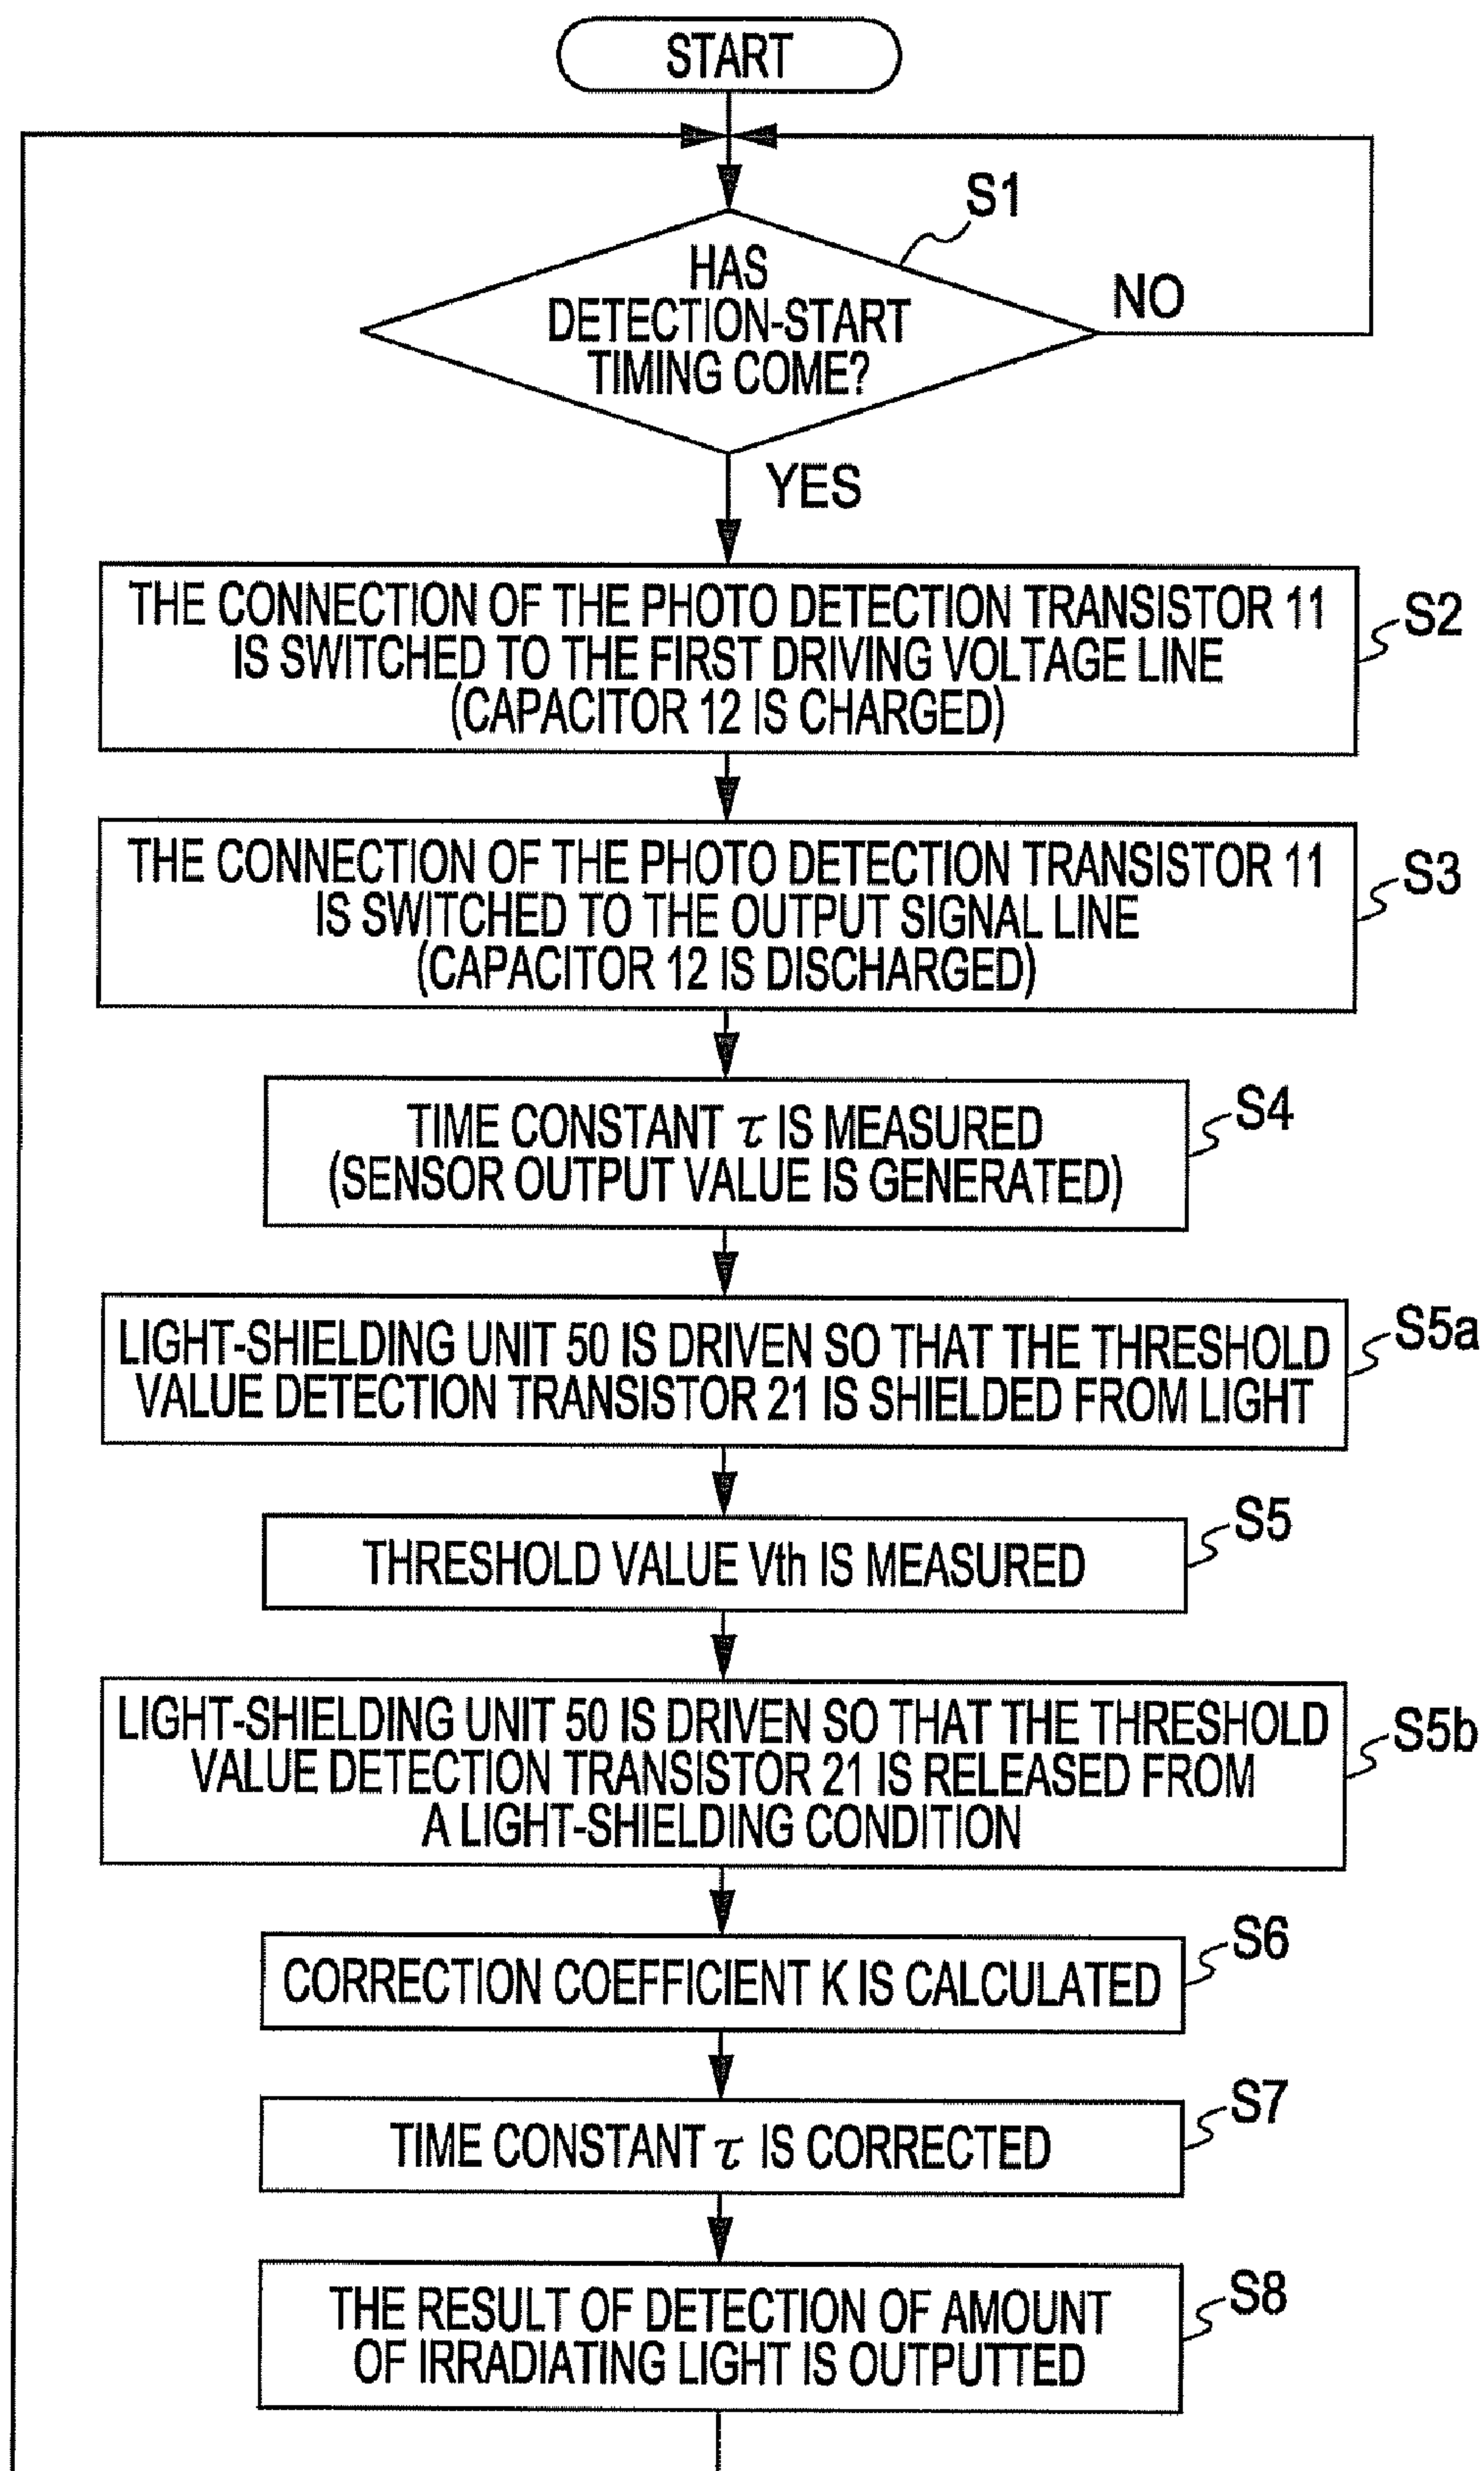 START
S1
HAS
DETECTION-START
TIMING COME?
NO
YES
THE CONNECTION OF THE PHOTO DETECTION TRANSISTOR 11
IS SWITCHED TO THE FIRST DRIVING VOLTAGE LINE
(CAPACITOR 12 IS CHARGED)
S2
THE CONNECTION OF THE PHOTO DETECTION TRANSISTOR 11
IS SWITCHED TO THE OUTPUT SIGNAL LINE
(CAPACITOR 12 IS DISCHARGED)
S3
TIME CONSTANT τ IS MEASURED
(SENSOR OUTPUT VALUE IS GENERATED)
S4
LIGHT-SHIELDING UNIT 50 IS DRIVEN SO THAT THE THRESHOLD
VALUE DETECTION TRANSISTOR 21 IS SHIELDED FROM LIGHT
S5a
THRESHOLD VALUE Vth IS MEASURED
S5
LIGHT-SHIELDING UNIT 50 IS DRIVEN SO THAT THE THRESHOLD
VALUE DETECTION TRANSISTOR 21 IS RELEASED FROM
A LIGHT-SHIELDING CONDITION
S5b
CORRECTION COEFFICIENT K IS CALCULATED
S6
TIME CONSTANT τ IS CORRECTED
S7
THE RESULT OF DETECTION OF AMOUNT
OF IRRADIATING LIGHT IS OUTPUTTED
S8